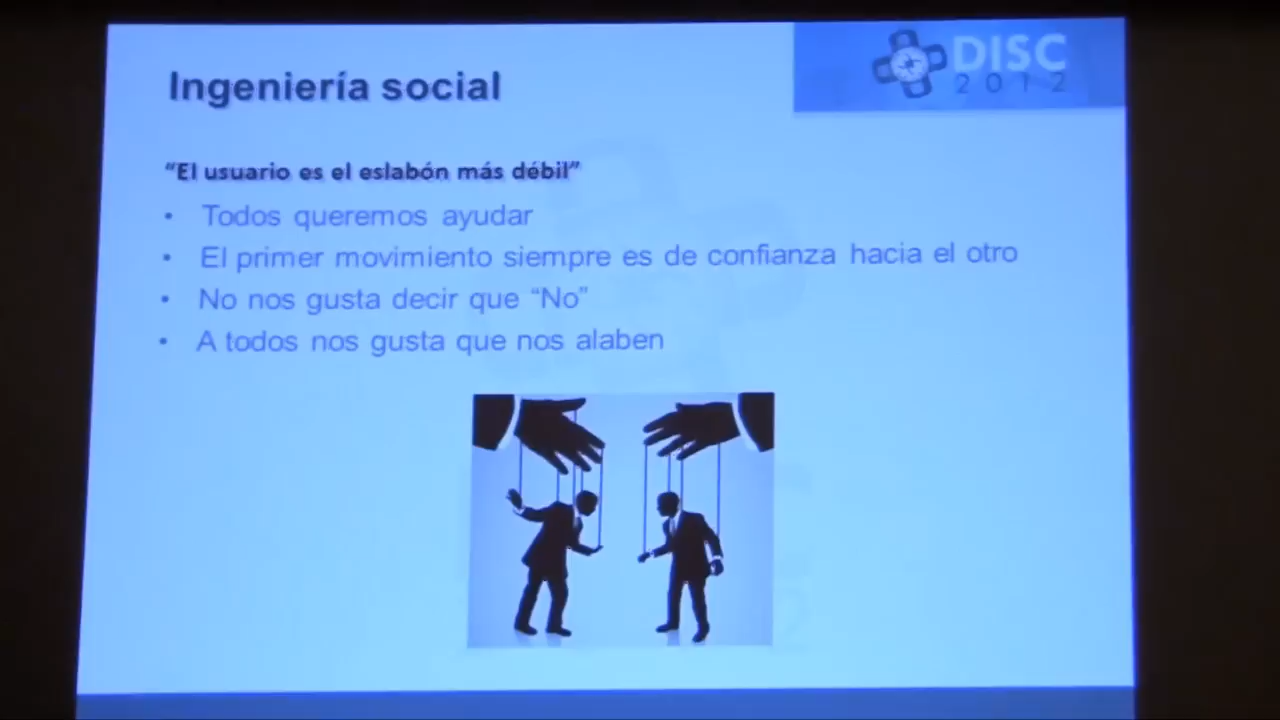 Ingeniería social
DISC
2012
“El usuario es el eslabón más débil”
• Todos queremos ayudar
• El primer movimiento siempre es de confianza hacia el otro
• No nos gusta decir que “No”
• A todos nos gusta que nos alaben